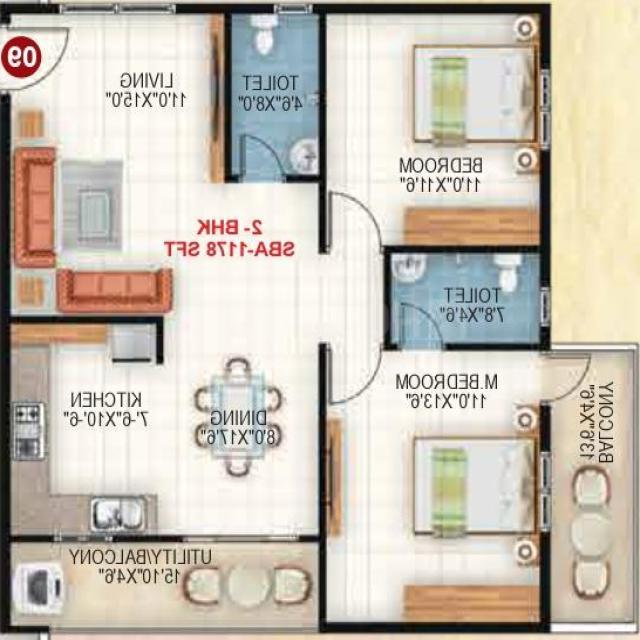 09
LIVING
11'0"X15'0"
TOILET
4'6"X8'0"
BEDROOM
11'0"X11'6"
2- BHK
SBA-1178 SFT
TOILET
7'8"X4'6"
KITCHEN
7'-6"X10'-6"
DINING
8'0"X17'6"
M.BEDROOM
11'0"X13'6"
BALCONY
13'6"X4'6"
UTILITY/BALCONY
15'10"X4'6"